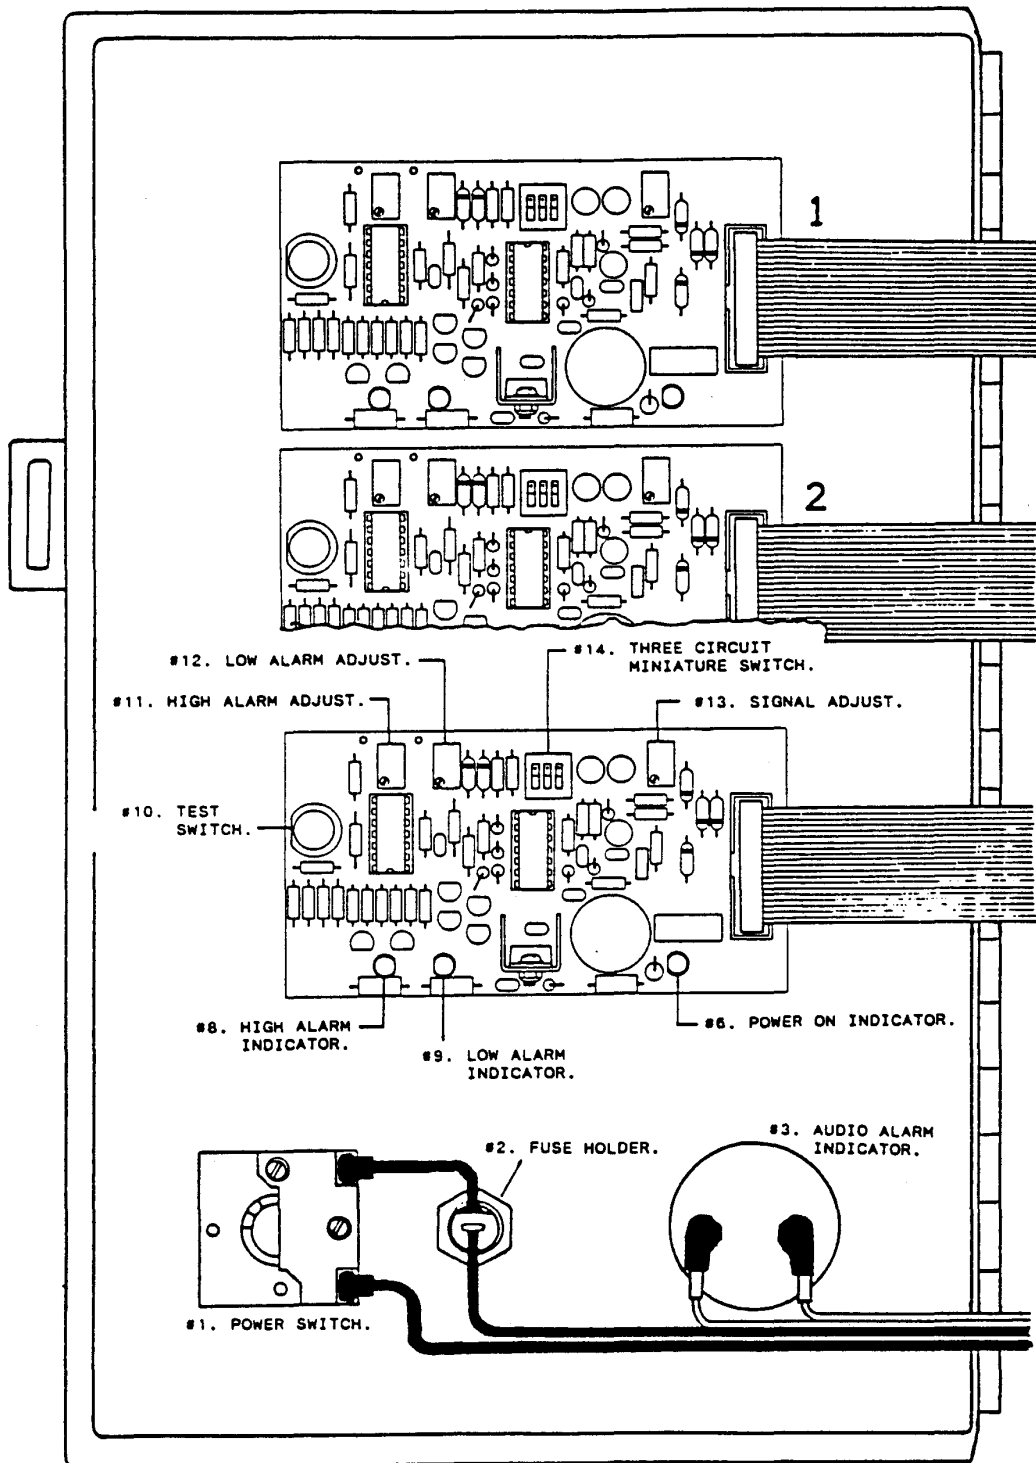 1
2
#12. LOW ALARM ADJUST.
#14. THREE CIRCUIT
MINIATURE SWITCH.
#11. HIGH ALARM ADJUST.
#13. SIGNAL ADJUST.
#10. TEST
SWITCH.
#8. HIGH ALARM
INDICATOR.
#9. LOW ALARM
INDICATOR.
#6. POWER ON INDICATOR.
#2. FUSE HOLDER.
#3. AUDIO ALARM
INDICATOR.
#1. POWER SWITCH.